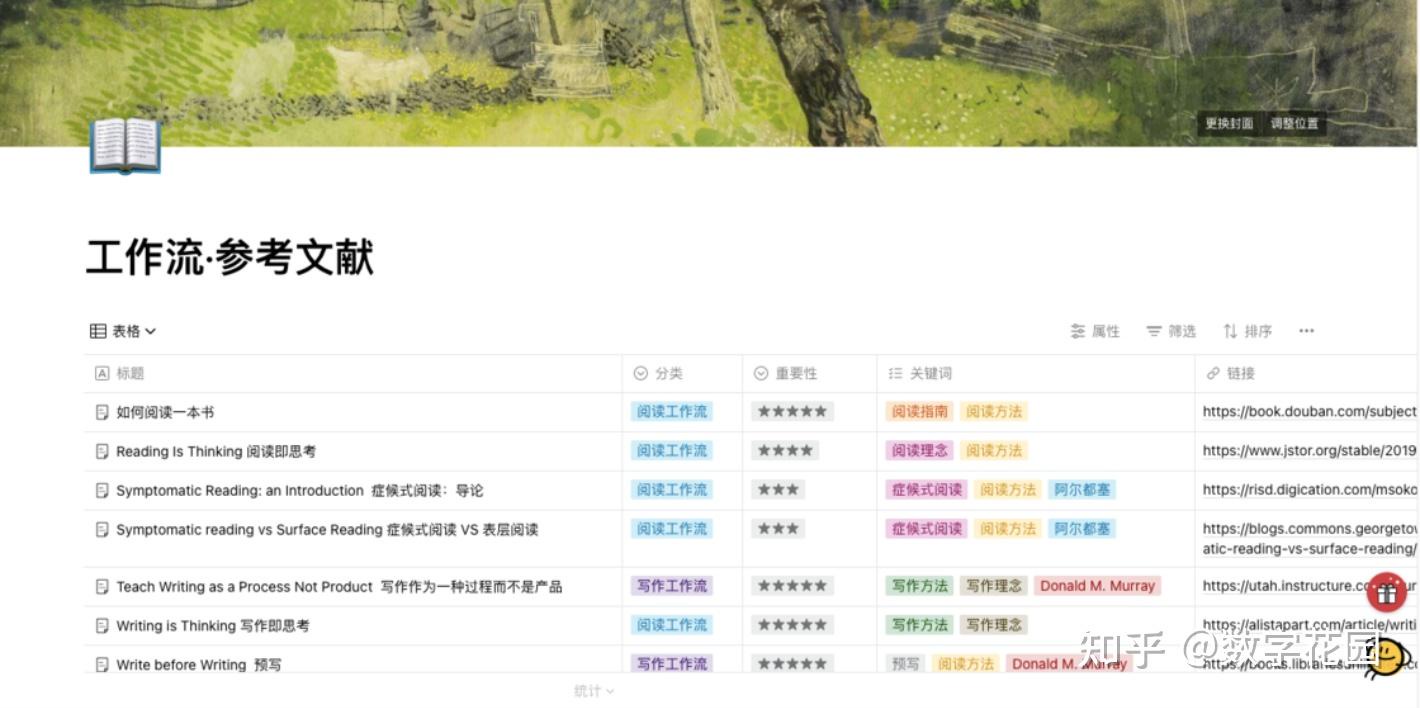 更换封面 调整位置
工作流·参考文献
表格 属性 筛选 排序
标题 分类 重要性 关键词 链接
如何阅读一本书 阅读工作流 ★★★★★ 阅读指南 阅读方法 https://book.douban.com/subject
Reading Is Thinking 阅读即思考 阅读工作流 ★★★★ 阅读理念 阅读方法 https://www.jstor.org/stable/2019
Symptomatic Reading: an Introduction 症候式阅读：导论 阅读工作流 ★★★ 症候式阅读 阅读方法 阿尔都塞 https://risd.digication.com/msoko
Symptomatic reading vs Surface Reading 症候式阅读 VS 表层阅读 阅读工作流 ★★★ 症候式阅读 阅读方法 阿尔都塞 https://blogs.commons.georgetow
atic-reading-vs-surface-reading/
Teach Writing as a Process Not Product 写作作为一种过程而不是产品 写作工作流 ★★★★★ 写作方法 写作理念 Donald M. Murray https://utah.instructure.co
Writing is Thinking 写作即思考 阅读工作流 ★★★★★ 写作方法 写作理念 https://alistapart.com/article/writi
Write before Writing 预写 写作工作流 ★★★★★ 预写 阅读方法 Donald M. Murray
知乎 @数字花园
统计